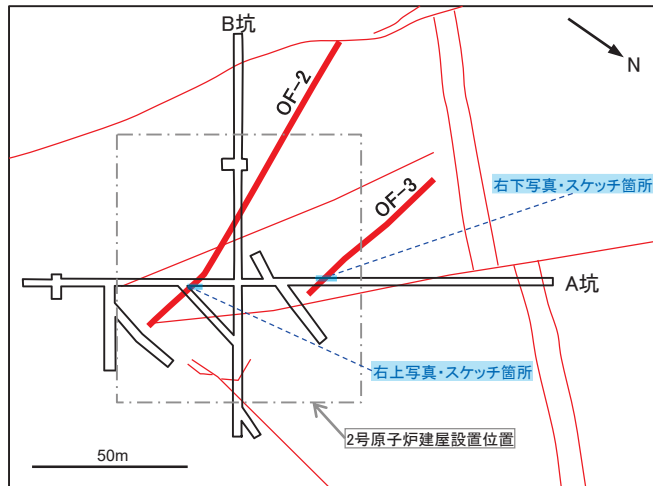 B坑
N
OF-2
右下写真・スケッチ箇所
OF-3
A坑
右上写真・スケッチ箇所
2号原子炉建屋設置位置
50m